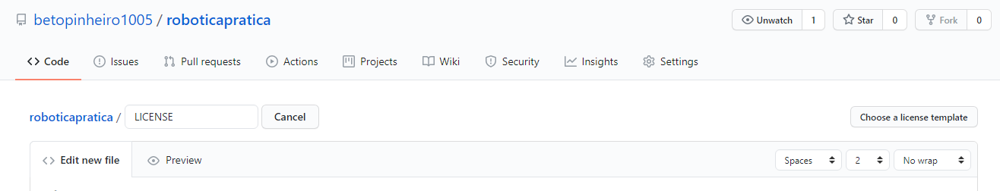 betopinheiro1005 / roboticapratica Unwatch 1 Star 0 Fork 0
Code Issues Pull requests Actions Projects Wiki Security Insights Settings
roboticapratica / LICENSE Cancel Choose a license template
Edit new file Preview Spaces 2 No wrap